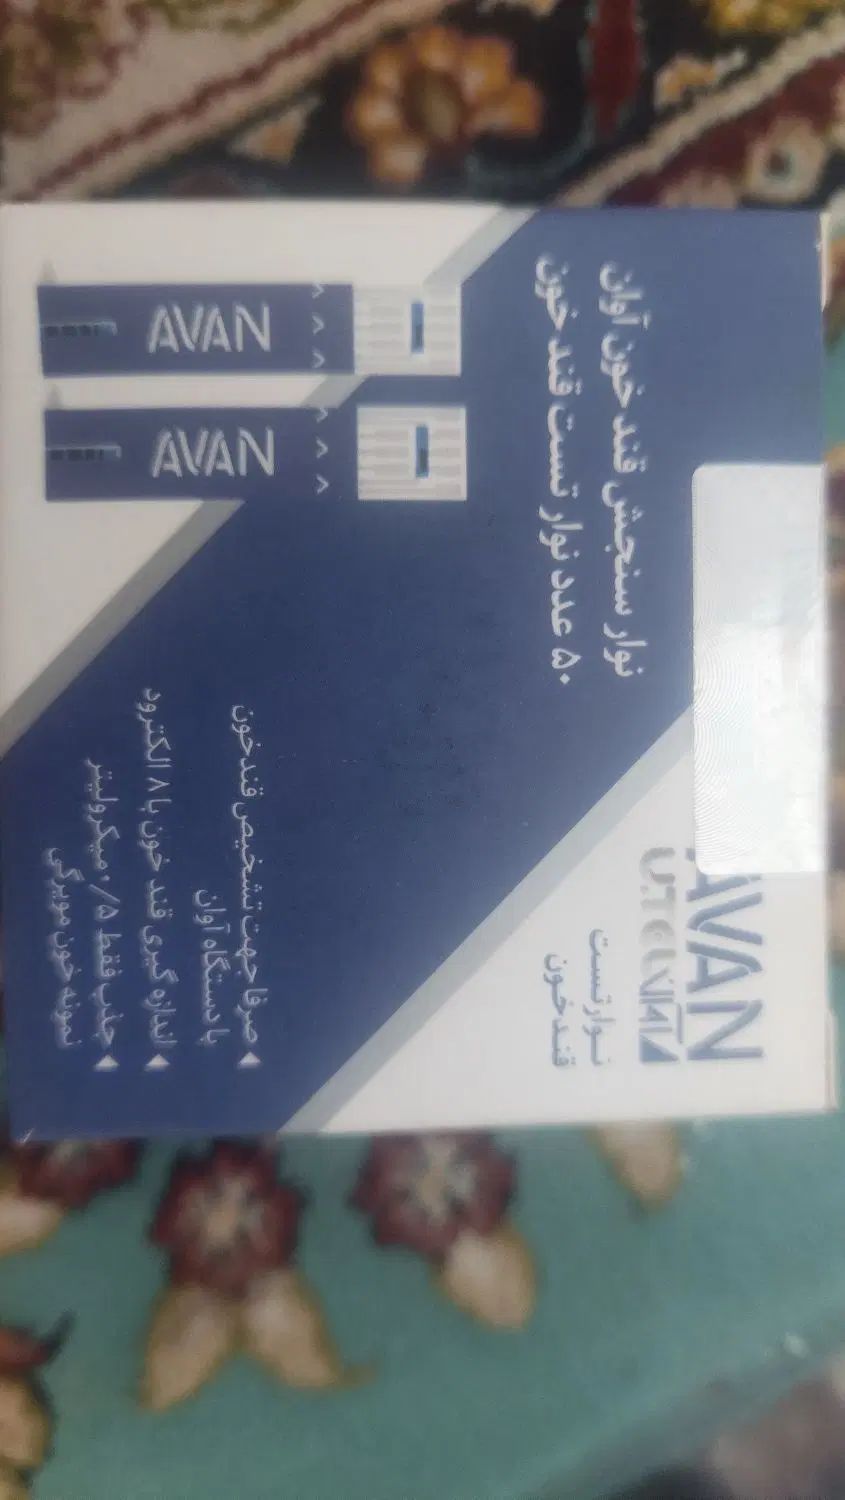 AVAN
نوار تست
قند خون
نوار سنجش قند خون آوان
۵۰ عدد نوار تست قند خون
AVAN
AVAN
صرفا جهت تشخیص قند خون
با دستگاه آوان
اندازه گیری قند خون با ۸ الکترود
جذب فقط ۰/۵ میکرولیتر
نمونه خون مویرگی